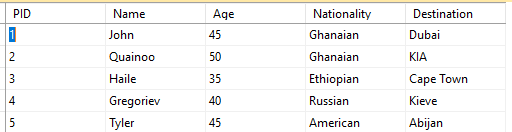 PID Name Age Nationality Destination
1 John 45 Ghanaian Dubai
2 Quainoo 50 Ghanaian KIA
3 Haile 35 Ethiopian Cape Town
4 Gregoriev 40 Russian Kieve
5 Tyler 45 American Abijan